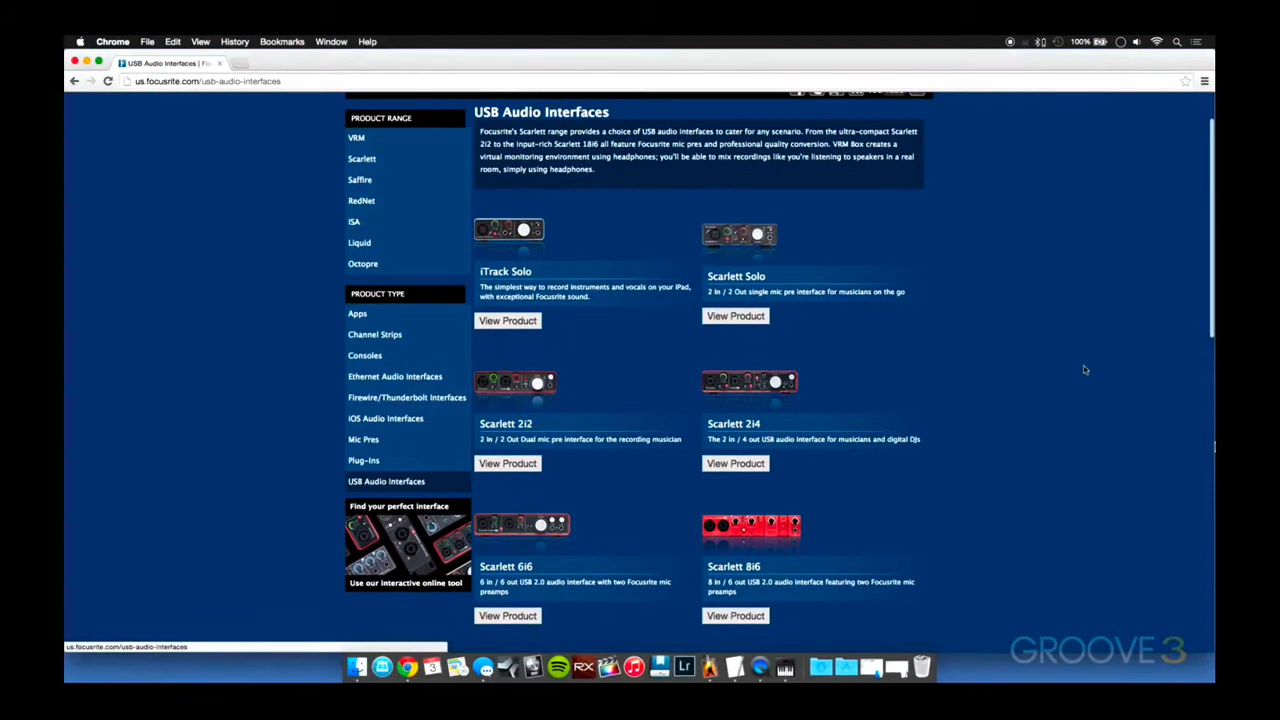 Chrome File Edit View History Bookmarks Window Help
100%
USB Audio Interfaces | Fo
us.focusrite.com/usb-audio-interfaces
PRODUCT RANGE
VRM
Scarlett
Saffire
RedNet
ISA
Liquid
Octopre
PRODUCT TYPE
Apps
Channel Strips
Consoles
Ethernet Audio Interfaces
Firewire/Thunderbolt Interfaces
iOS Audio Interfaces
Mic Pres
Plug-Ins
USB Audio Interfaces
Find your perfect interface
Use our interactive online tool
USB Audio Interfaces
Focusrite's Scarlett range provides a choice of USB audio interfaces to cater for any scenario. From the ultra-compact Scarlett
2i2 to the input-rich Scarlett 18i6 all feature Focusrite mic pres and professional quality conversion. VRM Box creates a
virtual monitoring environment using headphones; you'll be able to mix recordings like you're listening to speakers in a real
room, simply using headphones.
iTrack Solo
The simplest way to record instruments and vocals on your iPad,
with exceptional Focusrite sound.
View Product
Scarlett Solo
2 In / 2 Out single mic pre interface for musicians on the go
View Product
Scarlett 2i2
2 In / 2 Out Dual mic pre interface for the recording musician
View Product
Scarlett 2i4
The 2 in / 4 out USB audio interface for musicians and digital DJs
View Product
Scarlett 6i6
6 in / 6 out USB 2.0 audio interface with two Focusrite mic
preamps
View Product
Scarlett 8i6
8 in / 6 out USB 2.0 audio interface featuring two Focusrite mic
preamps
View Product
us.focusrite.com/usb-audio-interfaces
GROOVE 3
RX
Lr